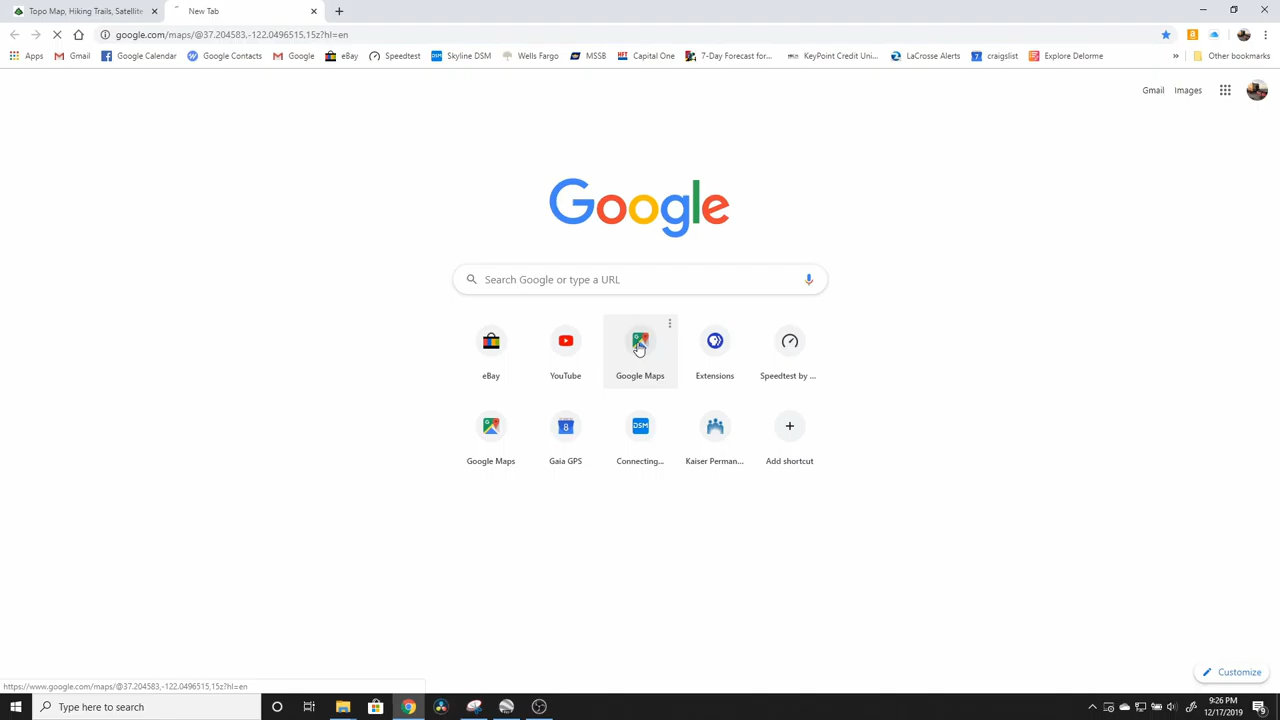 Topo Map, Hiking Trails, Satellite
New Tab
google.com/maps/@37.204583,-122.0496515,15z?hl=en
Apps
Gmail
Google Calendar
Google Contacts
Google
eBay
Speedtest
Skyline DSM
Wells Fargo
MSSB
Capital One
7-Day Forecast for...
KeyPoint Credit Uni...
LaCrosse Alerts
craigslist
Explore Delorme
Other bookmarks
Gmail
Images
Google
Search Google or type a URL
eBay
YouTube
Google Maps
Extensions
Speedtest by ...
Google Maps
8
Gaia GPS
DSM
Connecting...
Kaiser Perman...
Add shortcut
Customize
https://www.google.com/maps/@37.204583,-122.0496515,15z?hl=en
Type here to search
9:26 PM
12/17/2019